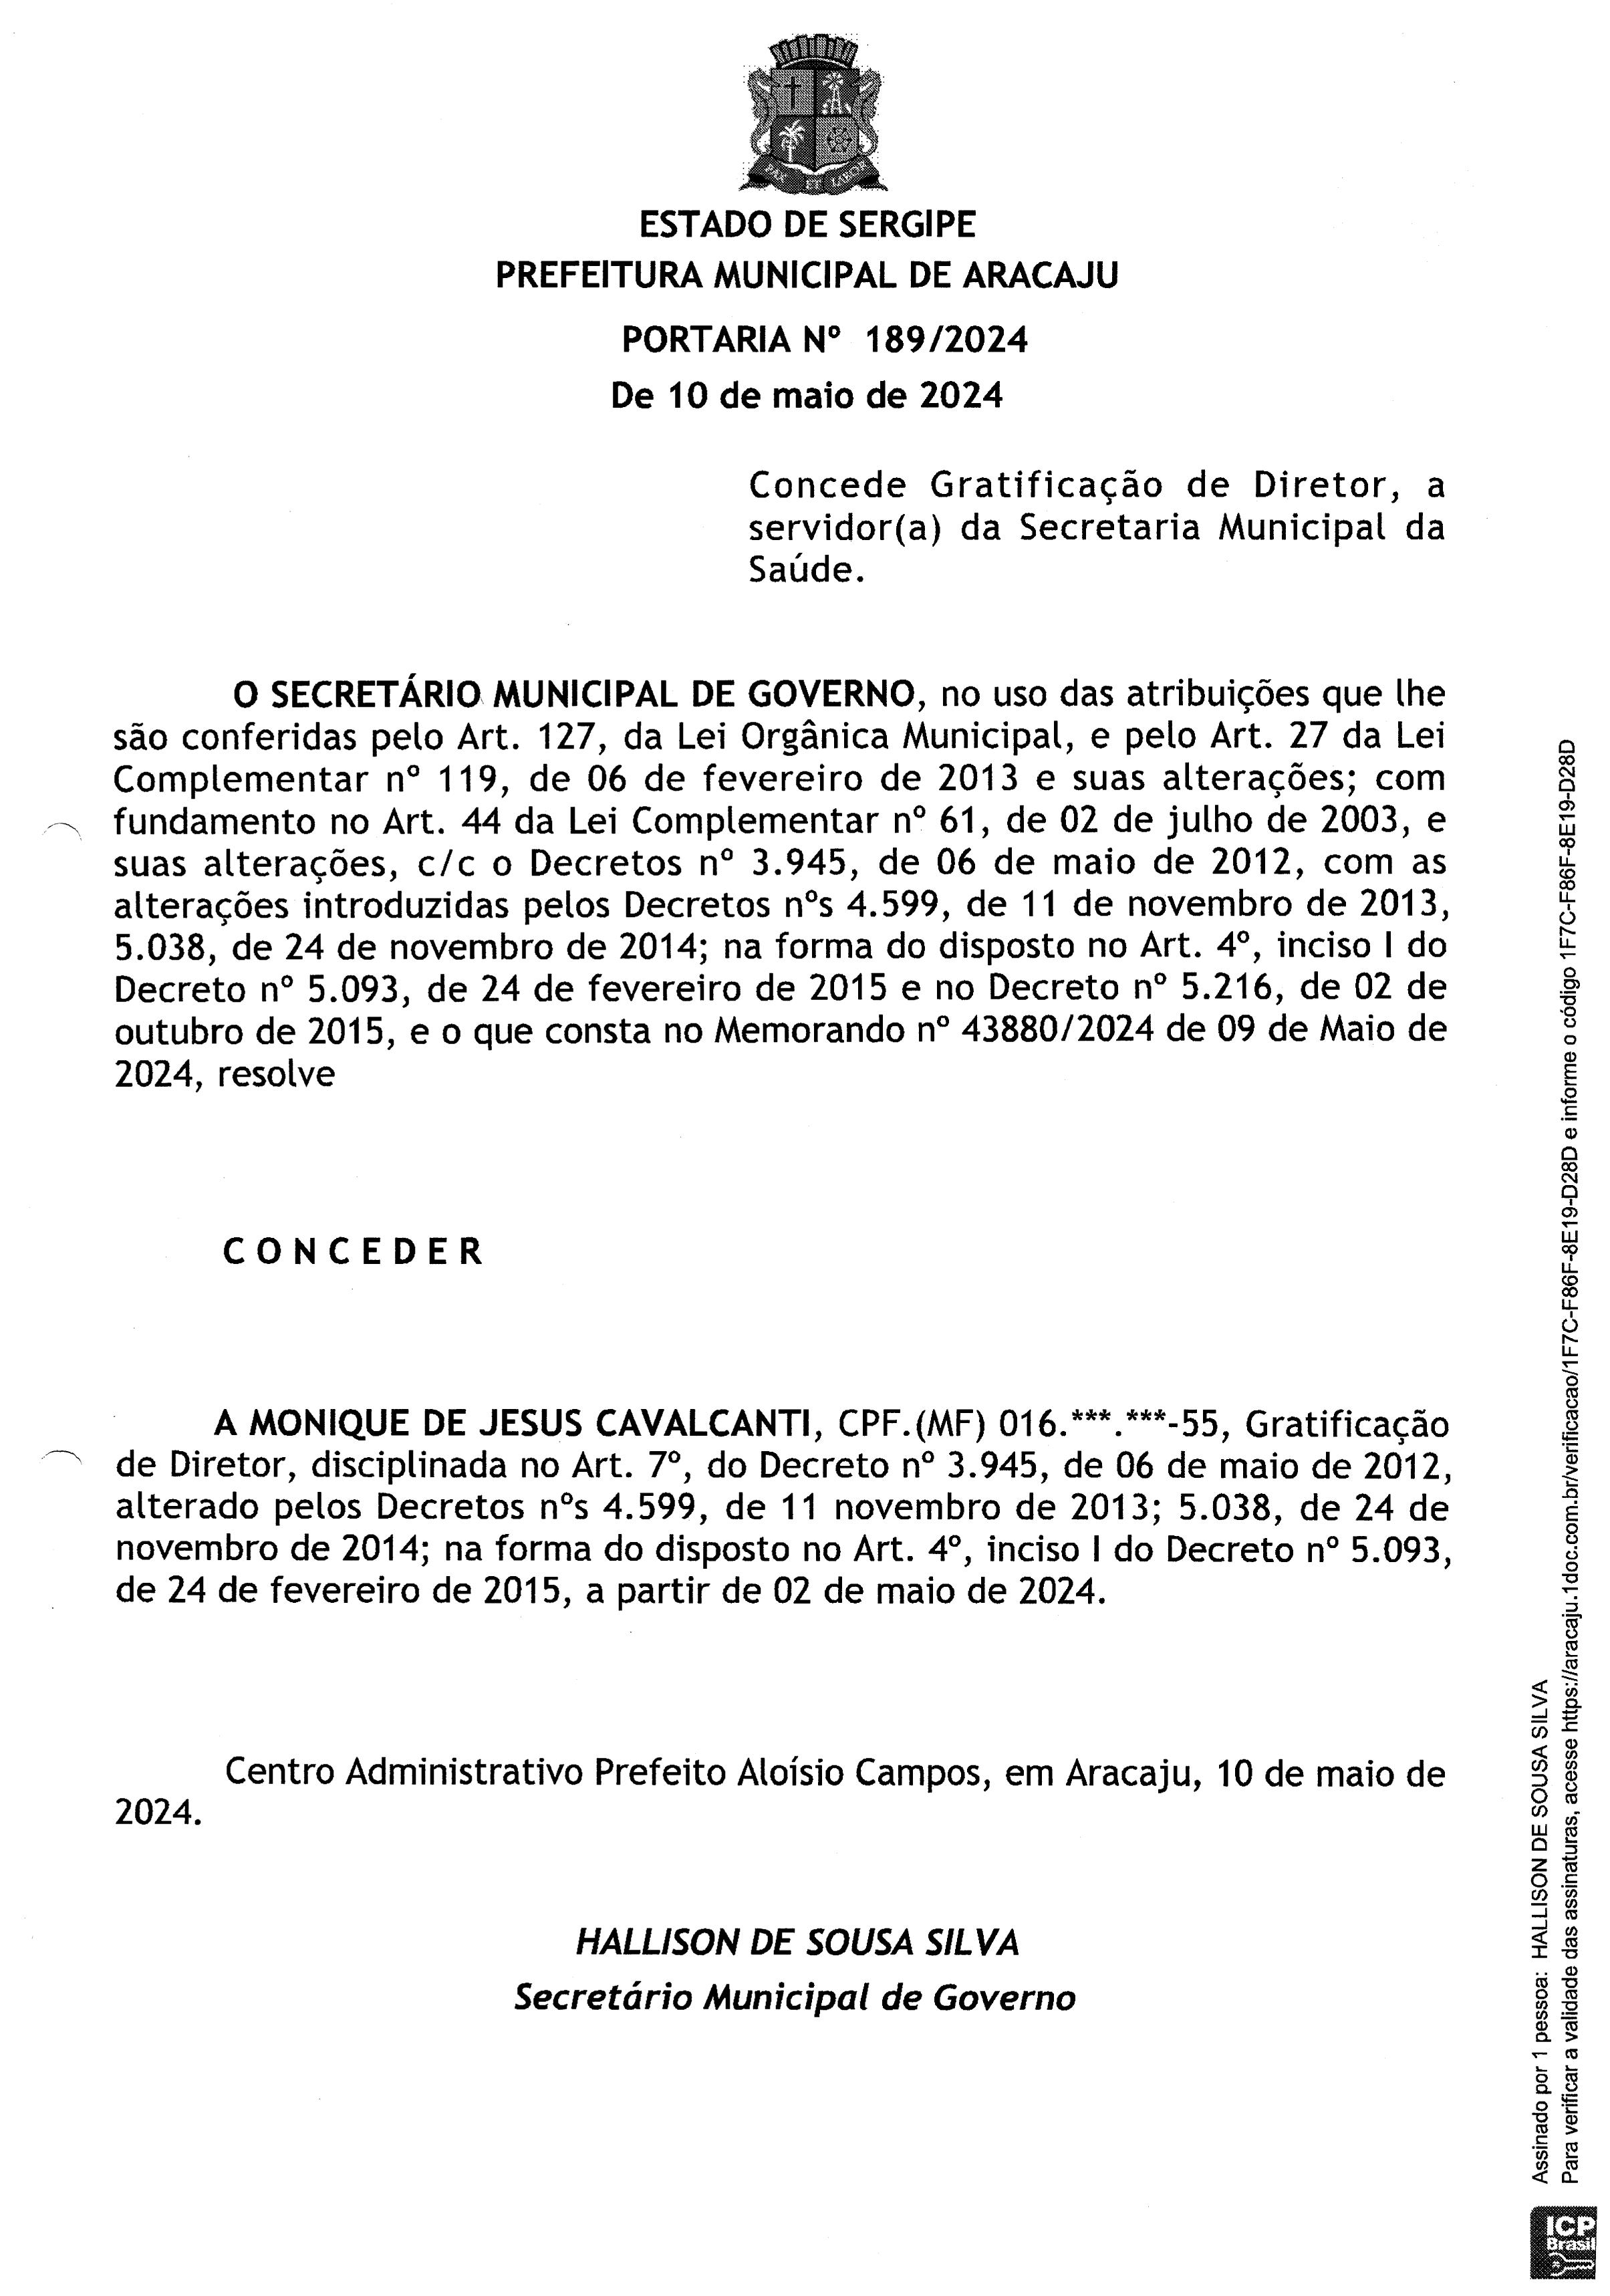 PAX ET LABOR
ESTADO DE SERGIPE
PREFEITURA MUNICIPAL DE ARACAJU
PORTARIA Nº 189/2024
De 10 de maio de 2024
Concede Gratificação de Diretor, a
servidor(a) da Secretaria Municipal da
Saúde.
O SECRETÁRIO MUNICIPAL DE GOVERNO, no uso das atribuições que lhe
são conferidas pelo Art. 127, da Lei Orgânica Municipal, e pelo Art. 27 da Lei
Complementar nº 119, de 06 de fevereiro de 2013 e suas alterações; com
fundamento no Art. 44 da Lei Complementar nº 61, de 02 de julho de 2003, e
suas alterações, c/c o Decretos nº 3.945, de 06 de maio de 2012, com as
alterações introduzidas pelos Decretos nºs 4.599, de 11 de novembro de 2013,
5.038, de 24 de novembro de 2014; na forma do disposto no Art. 4º, inciso I do
Decreto nº 5.093, de 24 de fevereiro de 2015 e no Decreto nº 5.216, de 02 de
outubro de 2015, e o que consta no Memorando nº 43880/2024 de 09 de Maio de
2024, resolve
C O N C E D E R
A MONIQUE DE JESUS CAVALCANTI, CPF.(MF) 016.***.***-55, Gratificação
de Diretor, disciplinada no Art. 7º, do Decreto nº 3.945, de 06 de maio de 2012,
alterado pelos Decretos nºs 4.599, de 11 novembro de 2013; 5.038, de 24 de
novembro de 2014; na forma do disposto no Art. 4º, inciso I do Decreto nº 5.093,
de 24 de fevereiro de 2015, a partir de 02 de maio de 2024.
Centro Administrativo Prefeito Aloísio Campos, em Aracaju, 10 de maio de
2024.
HALLISON DE SOUSA SILVA
Secretário Municipal de Governo
Assinado por 1 pessoa: HALLISON DE SOUSA SILVA
Para verificar a validade das assinaturas, acesse https://aracaju.1doc.com.br/verificacao/1F7C-F86F-8E19-D28D e informe o código 1F7C-F86F-8E19-D28D
ICP
Brasil